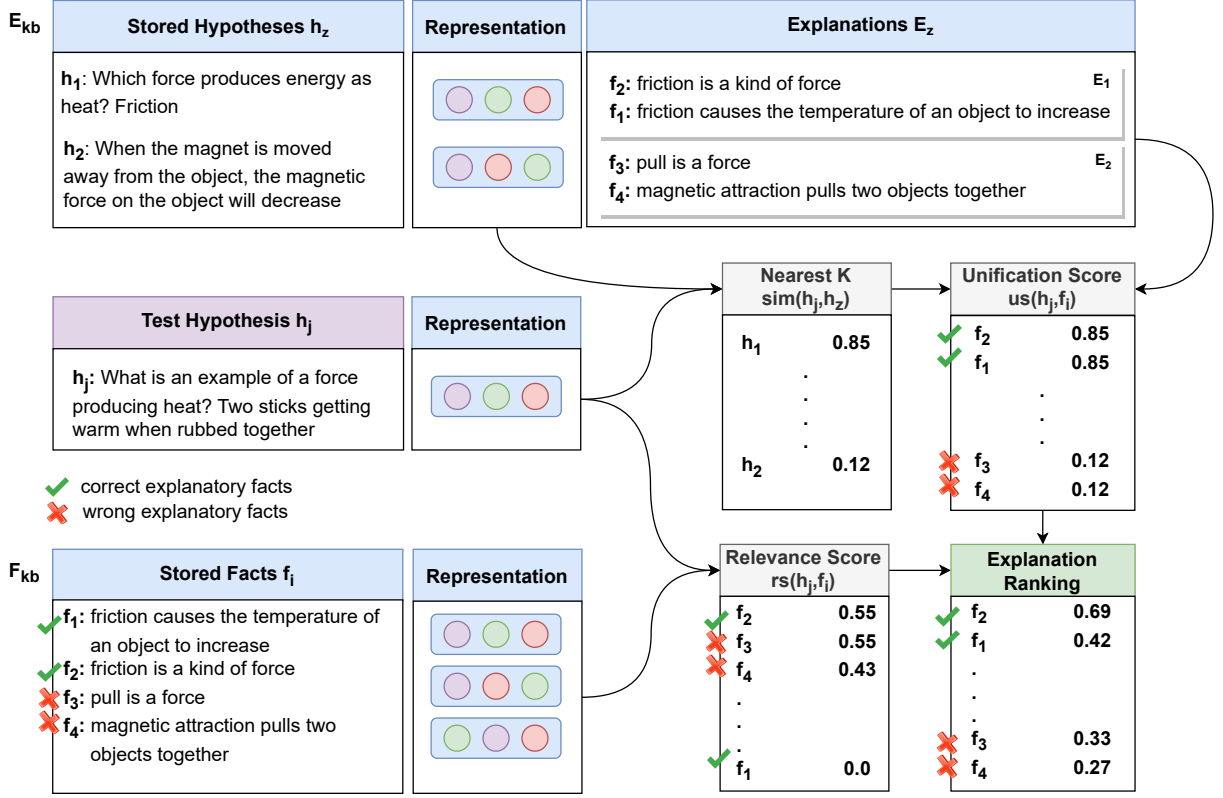 E_kb
Stored Hypotheses h_z
Representation
Explanations E_z
h_1: Which force produces energy as
heat? Friction
h_2: When the magnet is moved
away from the object, the magnetic
force on the object will decrease
f_2: friction is a kind of force
E_1
f_1: friction causes the temperature of an object to increase
f_3: pull is a force
E_2
f_4: magnetic attraction pulls two objects together
Test Hypothesis h_j
Representation
h_j: What is an example of a force
producing heat? Two sticks getting
warm when rubbed together
Nearest K
sim(h_j,h_z)
h_1 0.85
.
.
.
.
h_2 0.12
Unification Score
us(h_j,f_i)
f_2 0.85
f_1 0.85
.
.
.
f_3 0.12
f_4 0.12
correct explanatory facts
wrong explanatory facts
F_kb
Stored Facts f_i
Representation
f_1: friction causes the temperature of
an object to increase
f_2: friction is a kind of force
f_3: pull is a force
f_4: magnetic attraction pulls two
objects together
Relevance Score
rs(h_j,f_i)
f_2 0.55
f_3 0.55
f_4 0.43
.
.
.
f_1 0.0
Explanation
Ranking
f_2 0.69
f_1 0.42
.
.
.
f_3 0.33
f_4 0.27